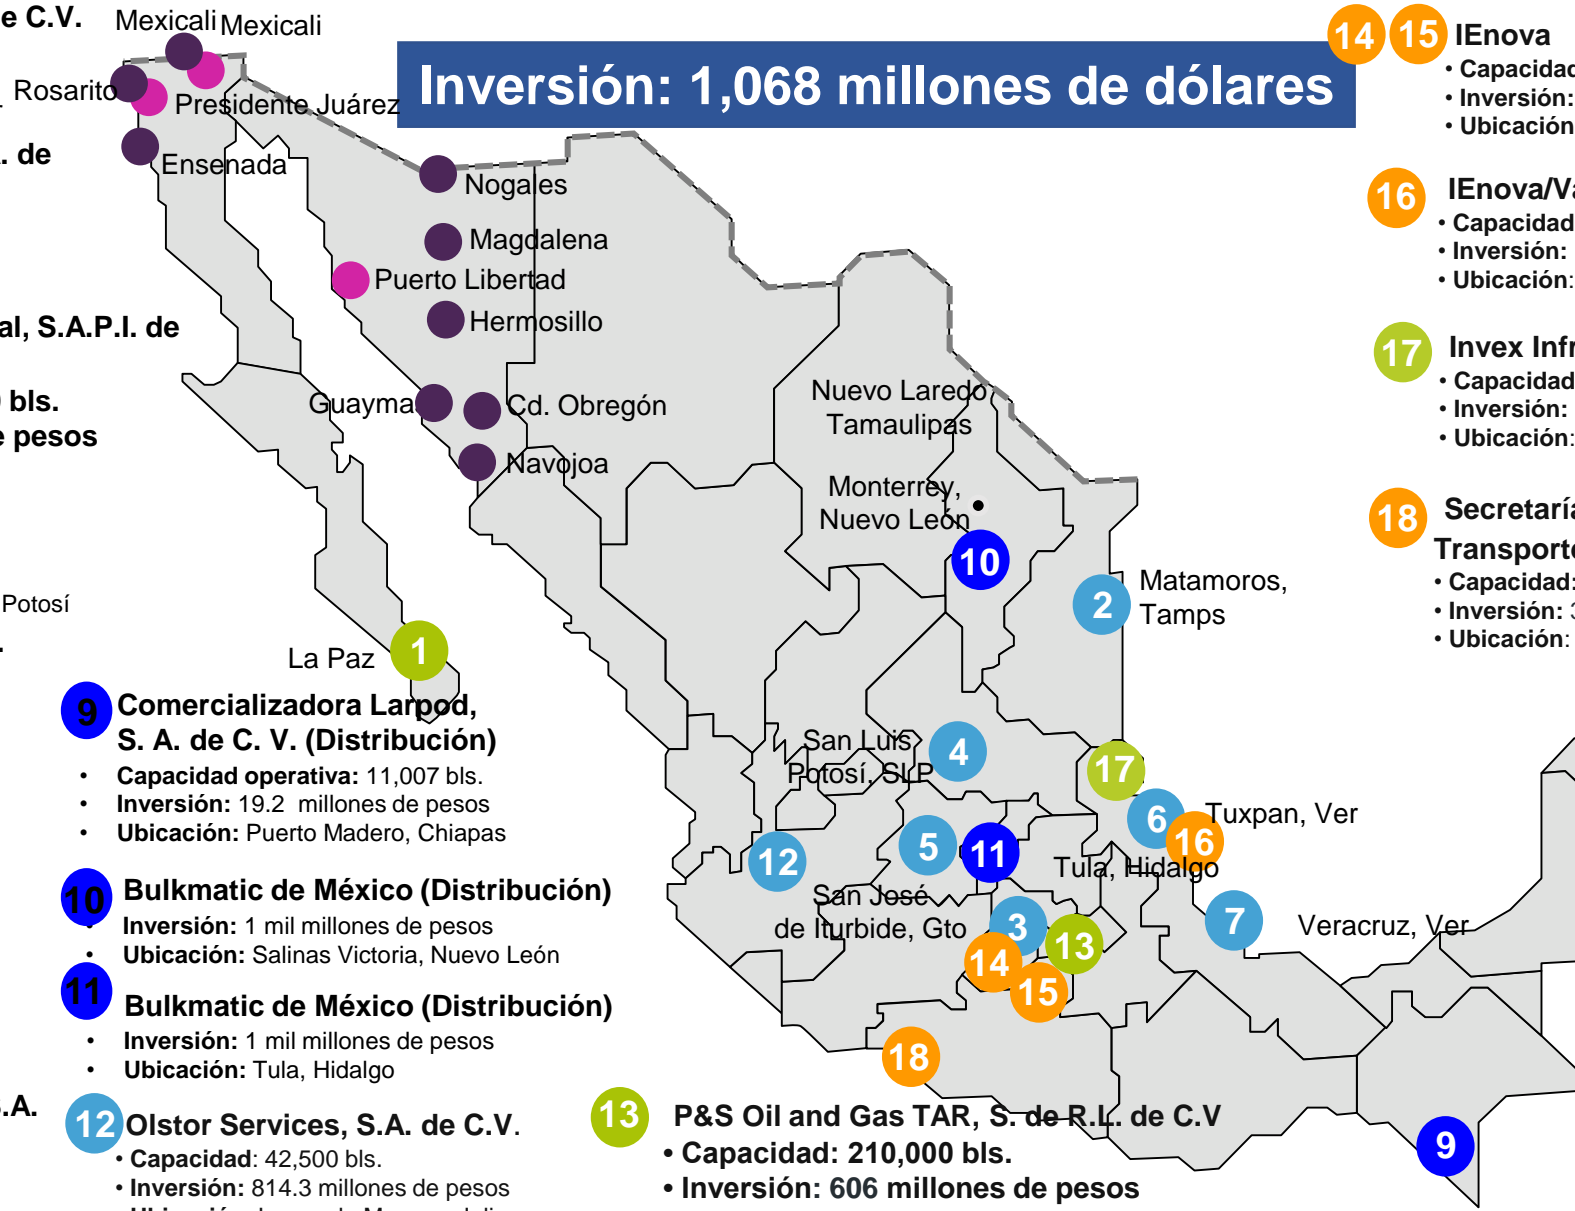 e C.V.
. de
al, S.A.P.I. de
bls.
e pesos
Potosí
.A.
Mexicali
Mexicali
Rosarito
Presidente Juárez
Ensenada
Inversión: 1,068 millones de dólares
Nogales
Magdalena
Puerto Libertad
Hermosillo
Guaymas
Cd. Obregón
Navojoa
Nuevo Laredo
Tamaulipas
Monterrey,
Nuevo León
10
2
Matamoros,
Tamps
La Paz
1
San Luis
Potosí, SLP
4
17
6
Tuxpan, Ver
16
12
5
11
Tula, Hidalgo
San José
de Iturbide, Gto
3
13
14
15
7
Veracruz, Ver
18
9
9
Comercializadora Larpod,
S. A. de C. V. (Distribución)
• Capacidad operativa: 11,007 bls.
• Inversión: 19.2 millones de pesos
• Ubicación: Puerto Madero, Chiapas
10
Bulkmatic de México (Distribución)
• Inversión: 1 mil millones de pesos
• Ubicación: Salinas Victoria, Nuevo León
11
Bulkmatic de México (Distribución)
• Inversión: 1 mil millones de pesos
• Ubicación: Tula, Hidalgo
12
Olstor Services, S.A. de C.V.
• Capacidad: 42,500 bls.
• Inversión: 814.3 millones de pesos
13
P&S Oil and Gas TAR, S. de R.L. de C.V
• Capacidad: 210,000 bls.
• Inversión: 606 millones de pesos
14 15 IEnova
• Capacidad
• Inversión:
• Ubicación
16
IEnova/Va
• Capacidad
• Inversión:
• Ubicación:
17
Invex Infr
• Capacidad
• Inversión:
• Ubicación:
18
Secretaría
Transporte
• Capacidad:
• Inversión: 3
• Ubicación: